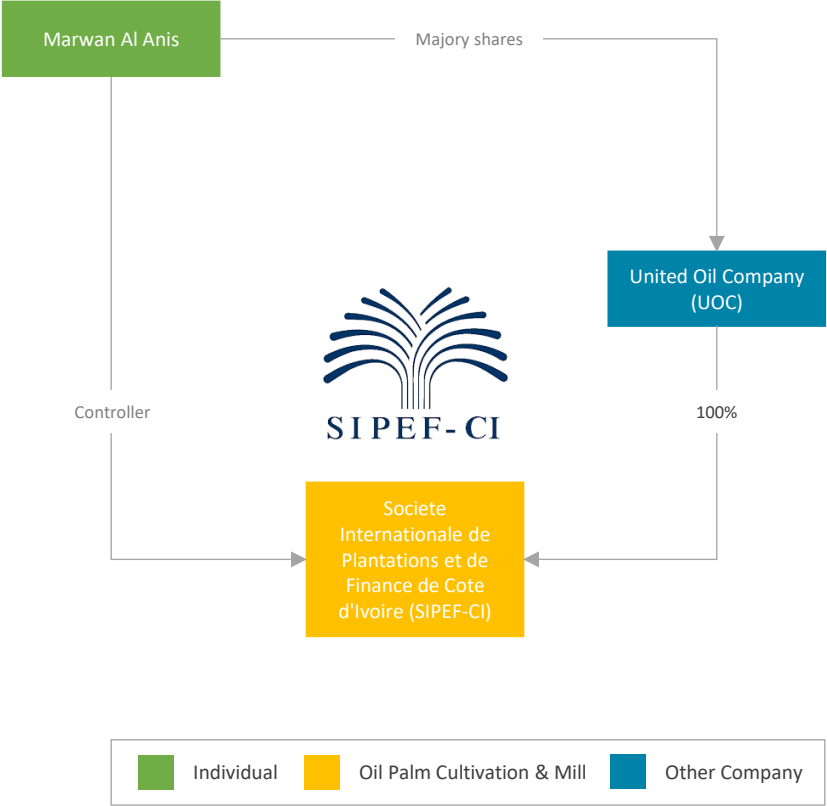 Marwan Al Anis
Majory shares
United Oil Company
(UOC)
Controller
100%
SIPEF-CI
Societe
Internationale de
Plantations et de
Finance de Cote
d'Ivoire (SIPEF-CI)
Individual
Oil Palm Cultivation & Mill
Other Company